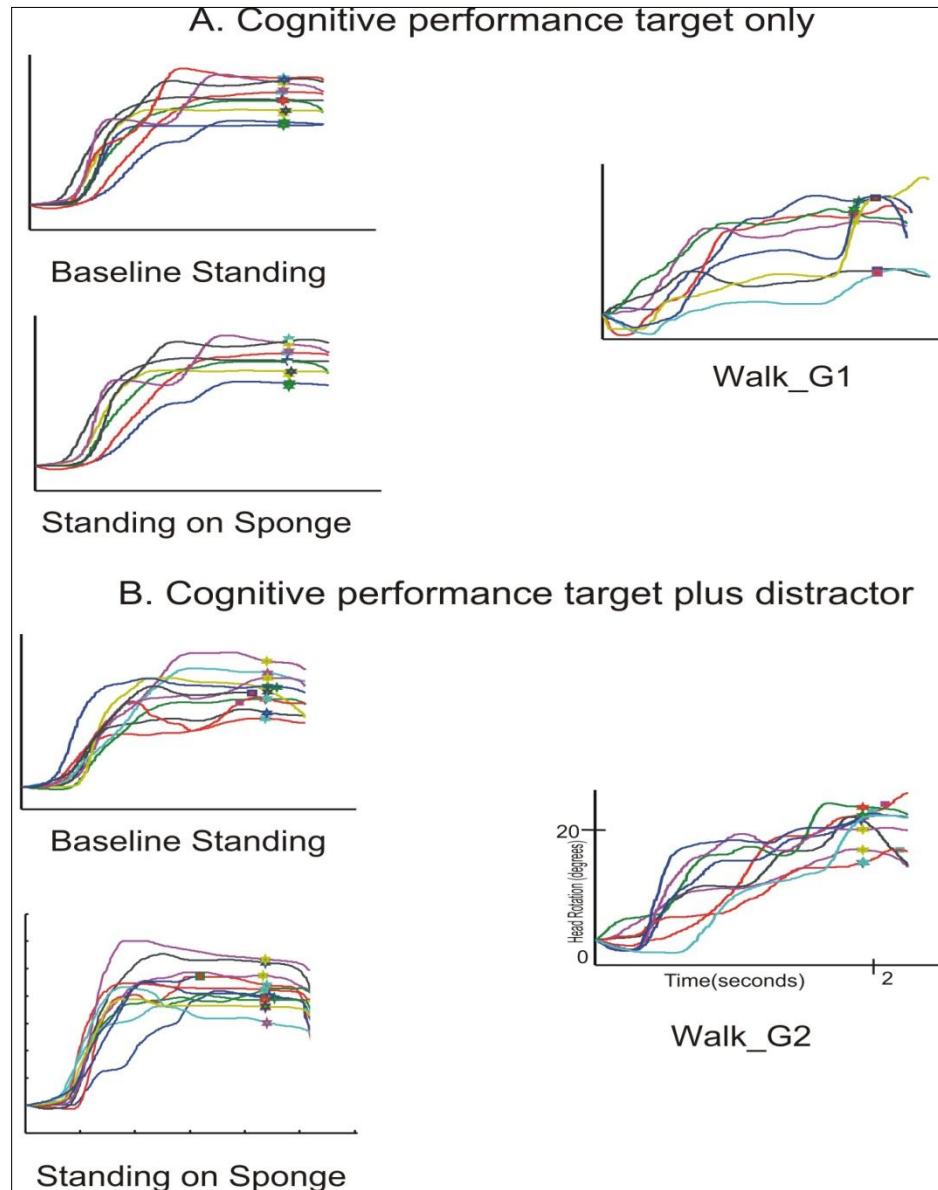 A. Cognitive performance target only
Baseline Standing
Walk_G1
Standing on Sponge
B. Cognitive performance target plus distractor
Baseline Standing
20
Head Rotation (degrees)
0
Time(seconds)
2
Walk_G2
Standing on Sponge